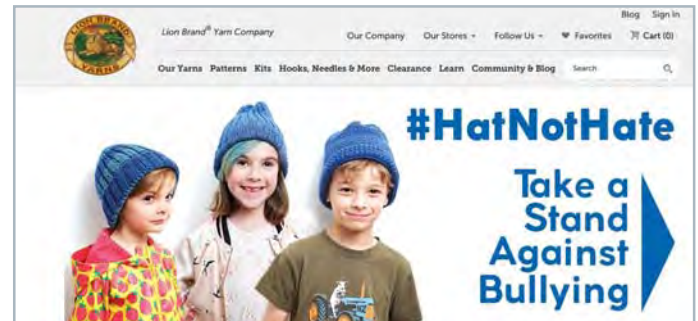 Blog Sign In
LION BRAND
YARNS
Lion Brand® Yarn Company
Our Company Our Stores Follow Us Favorites Cart (0)
Our Yarns Patterns Kits Hooks, Needles & More Clearance Learn Community & Blog Search
#HatNotHate
Take a
Stand
Against
Bullying